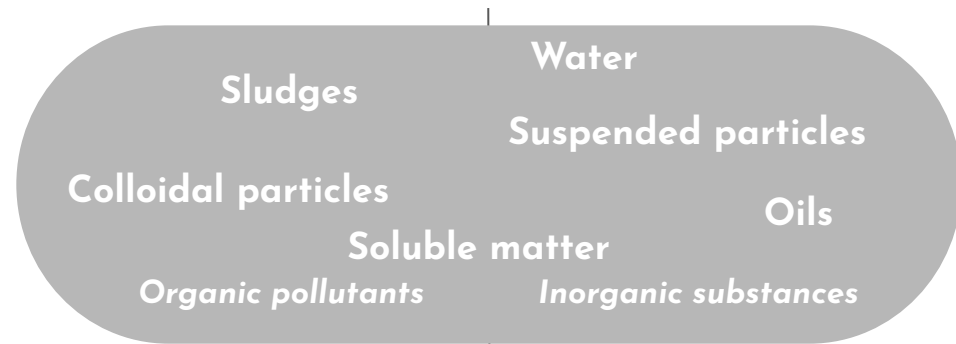 Water
Sludges
Suspended particles
Colloidal particles
Oils
Soluble matter
Organic pollutants
Inorganic substances